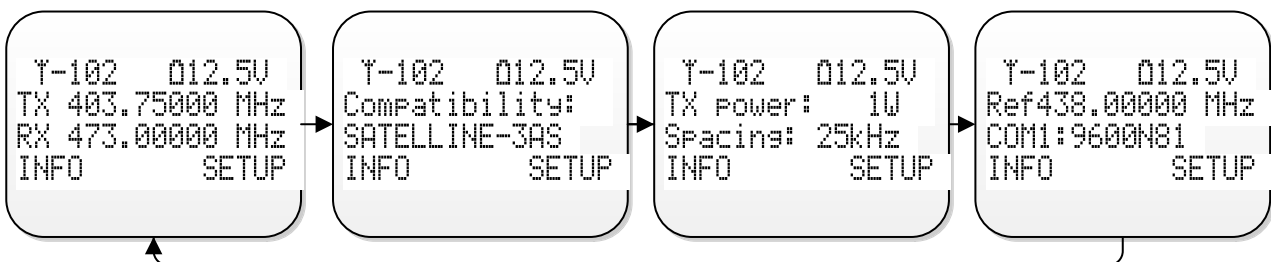 -102 12.5V
TX 403.75000 MHz
RX 473.00000 MHz
INFO SETUP
-102 12.5V
Compatibility:
SATELLINE-3AS
INFO SETUP
-102 12.5V
TX power: 1W
Spacing: 25kHz
INFO SETUP
-102 12.5V
Ref438.00000 MHz
COM1:9600N81
INFO SETUP